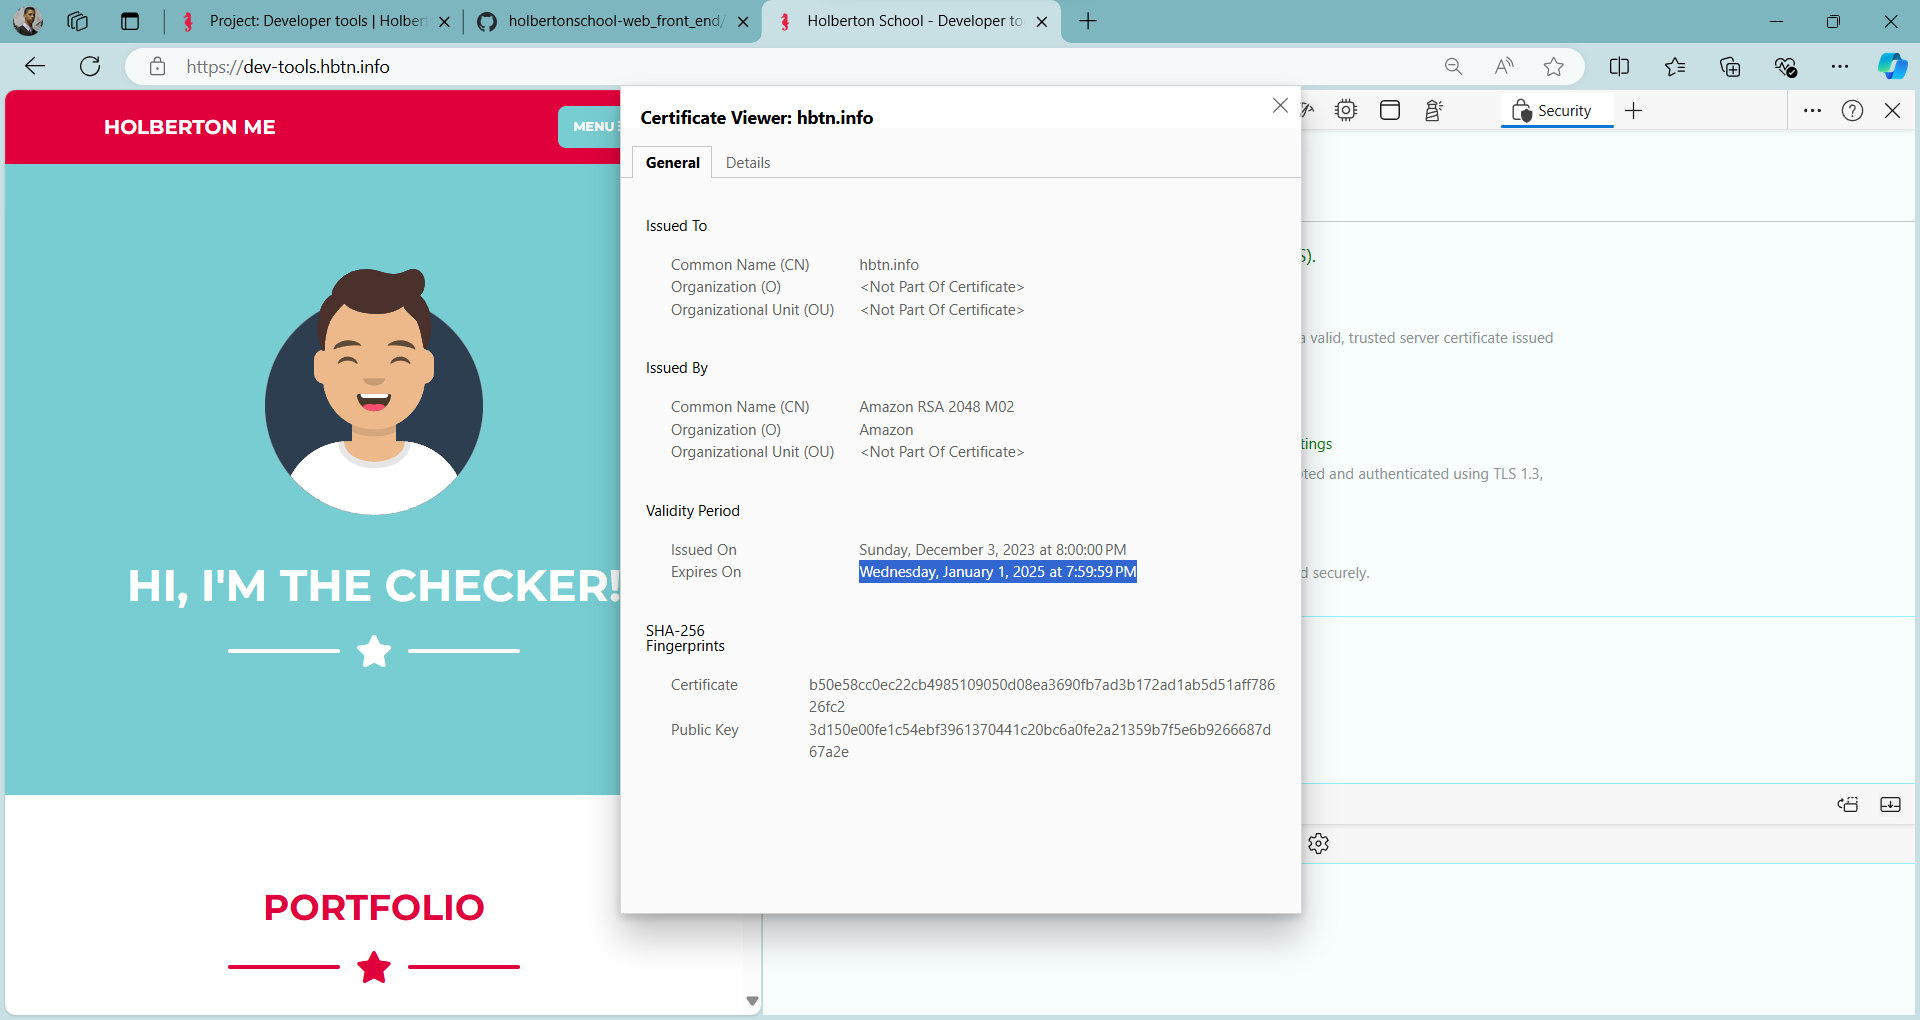 Project: Developer tools | Holber
holbertonschool-web_front_end/
Holberton School - Developer to
https://dev-tools.hbtn.info
HOLBERTON ME
MENU
HI, I'M THE CHECKER!
PORTFOLIO
Certificate Viewer: hbtn.info
General
Details
Issued To
Common Name (CN) hbtn.info
Organization (O) <Not Part Of Certificate>
Organizational Unit (OU) <Not Part Of Certificate>
Issued By
Common Name (CN) Amazon RSA 2048 M02
Organization (O) Amazon
Organizational Unit (OU) <Not Part Of Certificate>
Validity Period
Issued On Sunday, December 3, 2023 at 8:00:00 PM
Expires On Wednesday, January 1, 2025 at 7:59:59 PM
SHA-256
Fingerprints
Certificate b50e58cc0ec22cb4985109050d08ea3690fb7ad3b172ad1ab5d51aff786
26fc2
Public Key 3d150e00fe1c54ebf3961370441c20bc6a0fe2a21359b7f5e6b9266687d
67a2e
Security
S).
a valid, trusted server certificate issued
tings
ted and authenticated using TLS 1.3,
d securely.